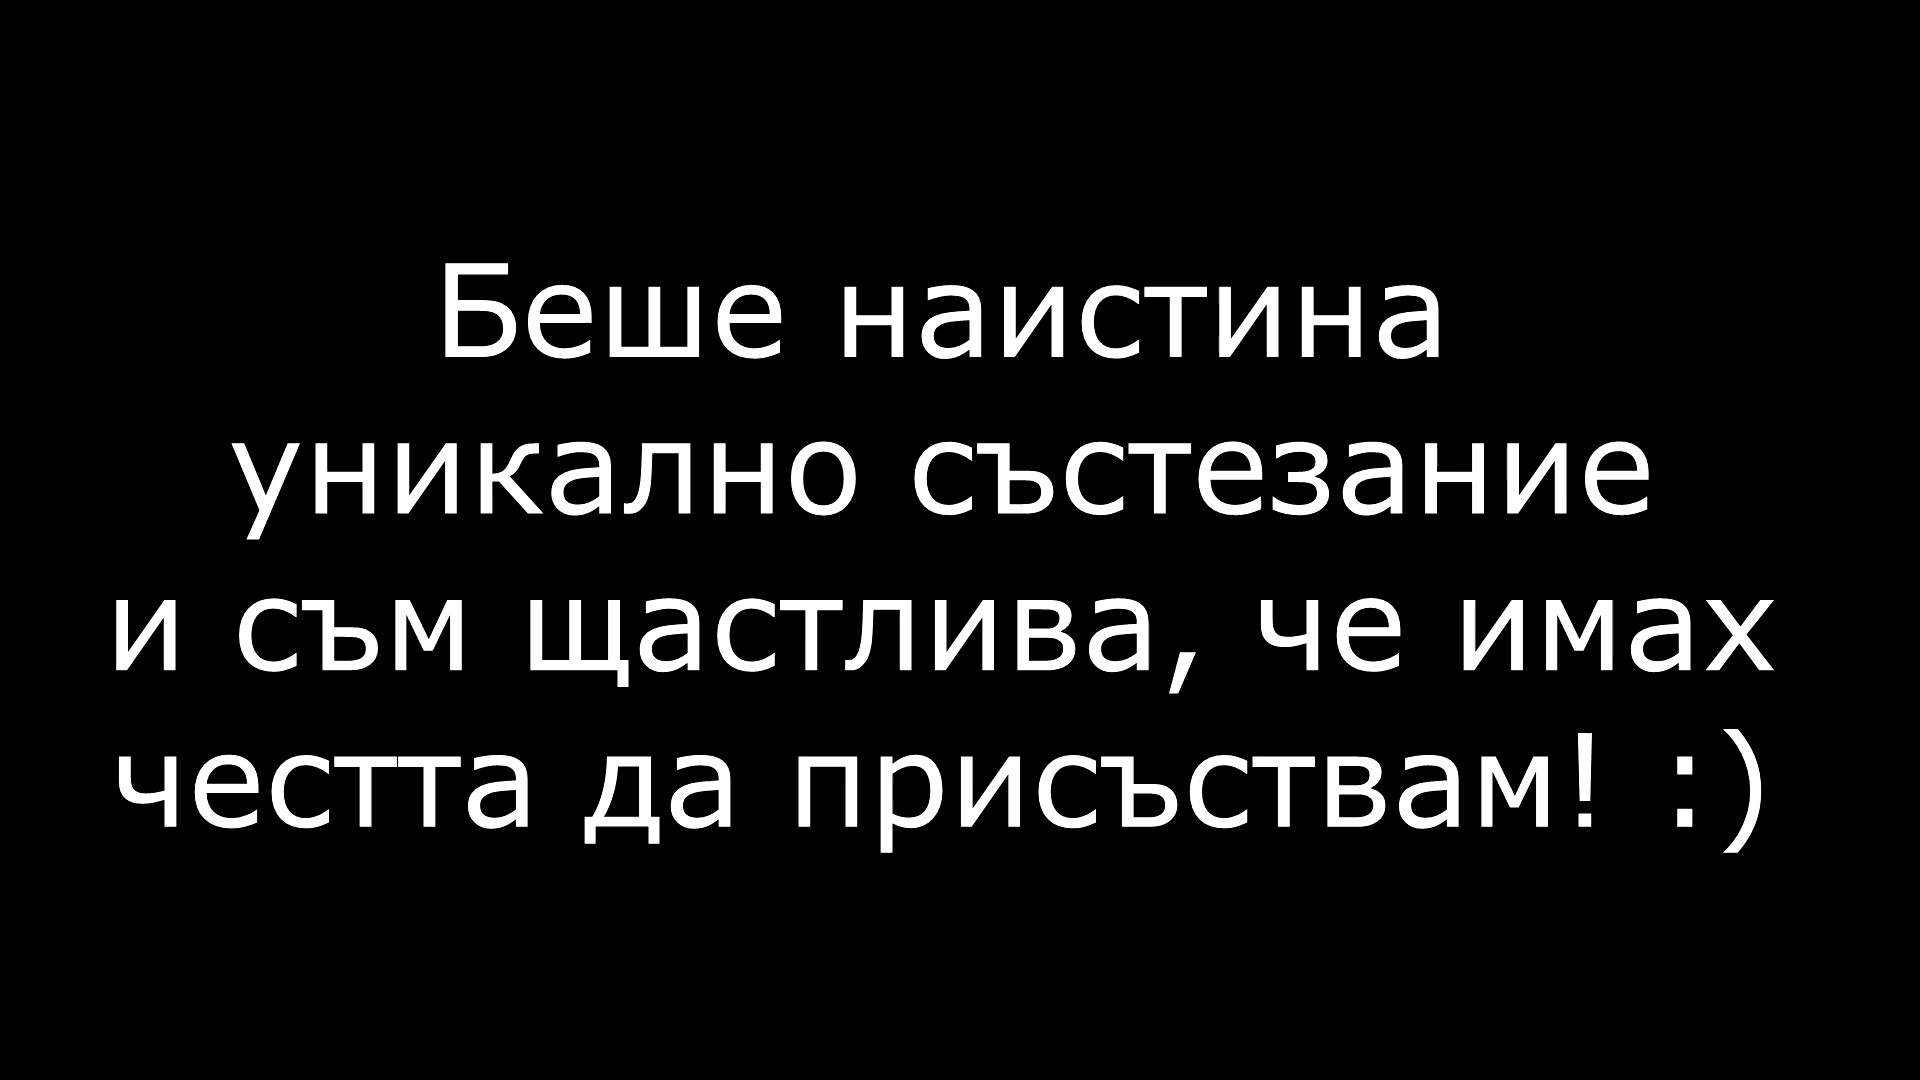 Беше наистина
уникално състезание
и съм щастлива, че имах
честта да присъствам! :)